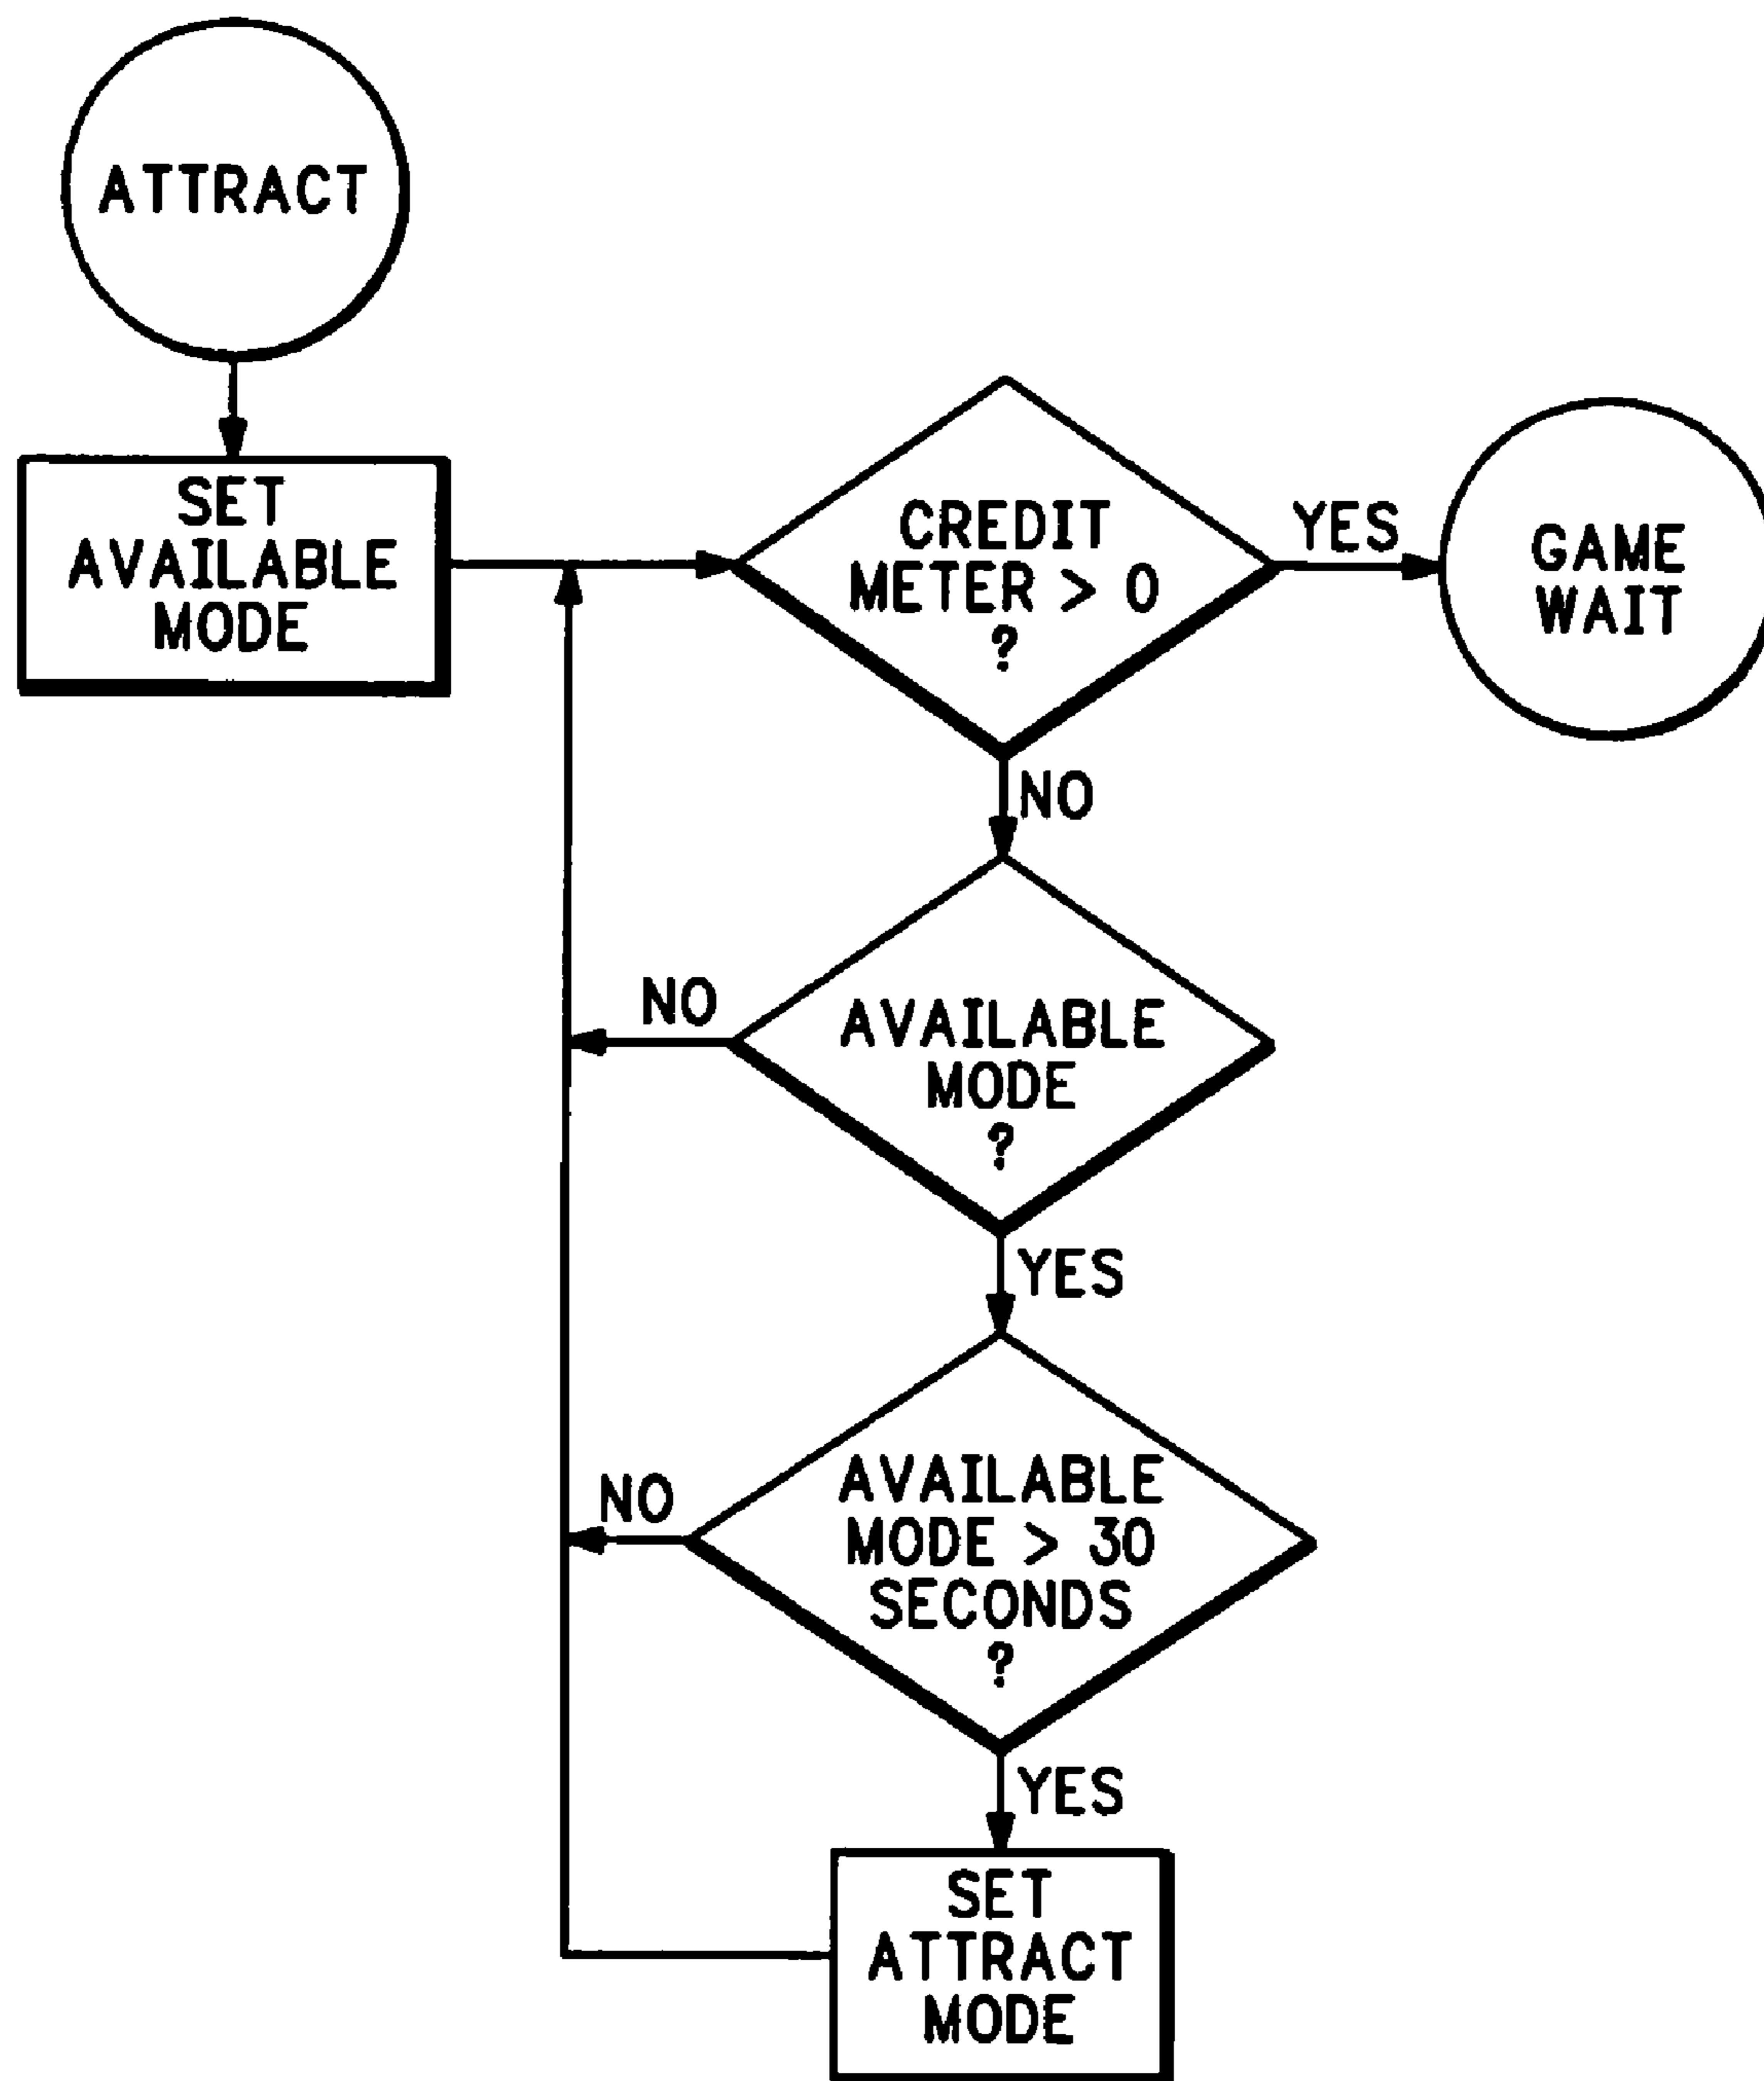 ATTRACT
SET
AVAILABLE
MODE
CREDIT
METER > 0
?
YES
GAME
WAIT
NO
NO
AVAILABLE
MODE
?
YES
NO
AVAILABLE
MODE > 30
SECONDS
?
YES
SET
ATTRACT
MODE